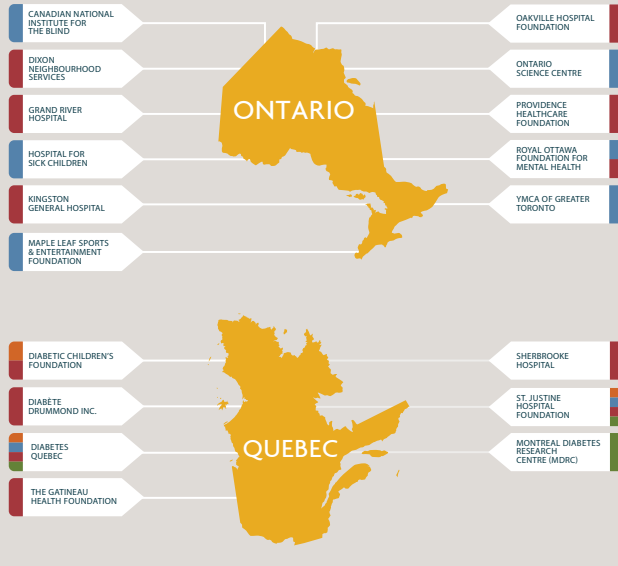 CANADIAN NATIONAL
INSTITUTE FOR
THE BLIND
DIXON
NEIGHBOURHOOD
SERVICES
GRAND RIVER
HOSPITAL
HOSPITAL FOR
SICK CHILDREN
KINGSTON
GENERAL HOSPITAL
MAPLE LEAF SPORTS
& ENTERTAINMENT
FOUNDATION
ONTARIO
OAKVILLE HOSPITAL
FOUNDATION
ONTARIO
SCIENCE CENTRE
PROVIDENCE
HEALTHCARE
FOUNDATION
ROYAL OTTAWA
FOUNDATION FOR
MENTAL HEALTH
YMCA OF GREATER
TORONTO
DIABETIC CHILDREN'S
FOUNDATION
DIABÈTE
DRUMMOND INC.
DIABETES
QUEBEC
THE GATINEAU
HEALTH FOUNDATION
QUEBEC
SHERBROOKE
HOSPITAL
ST. JUSTINE
HOSPITAL
FOUNDATION
MONTREAL DIABETES
RESEARCH
CENTRE (MDRC)